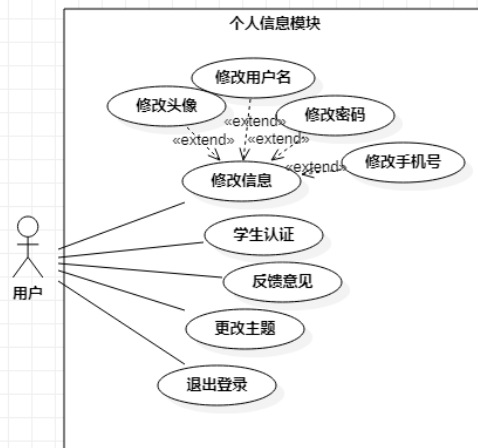 个人信息模块
修改用户名
修改头像
«extend»
修改密码
«extend»
«extend»
修改手机号
«extend»
修改信息
学生认证
用户
反馈意见
更改主题
退出登录